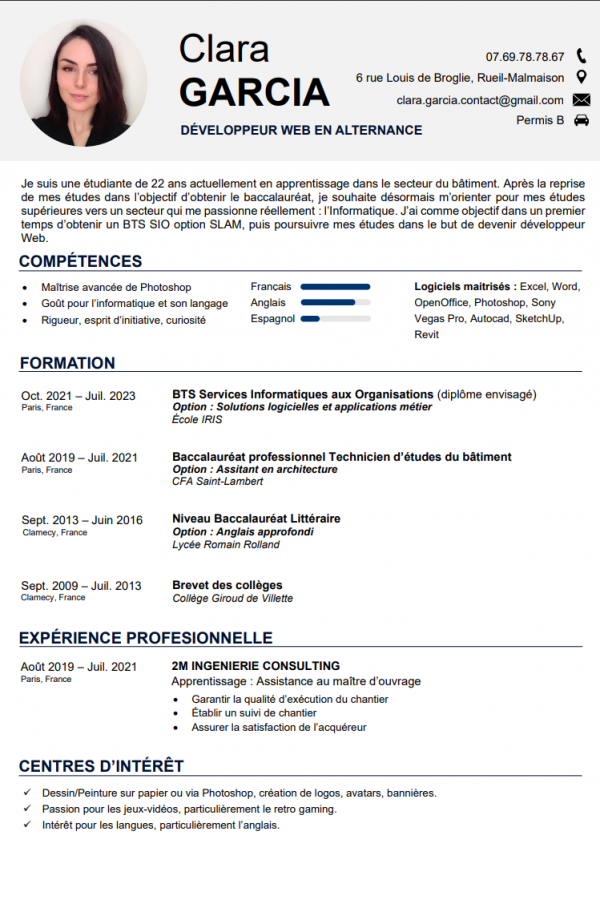 Clara
GARCIA
DÉVELOPPEUR WEB EN ALTERNANCE
07.69.78.78.67
6 rue Louis de Broglie, Rueil-Malmaison
clara.garcia.contact@gmail.com
Permis B
Je suis une étudiante de 22 ans actuellement en apprentissage dans le secteur du bâtiment. Après la reprise
de mes études dans l’objectif d’obtenir le baccalauréat, je souhaite désormais m’orienter pour mes études
supérieures vers un secteur qui me passionne réellement : l’Informatique. J’ai comme objectif dans un premier
temps d’obtenir un BTS SIO option SLAM, puis poursuivre mes études dans le but de devenir développeur
Web.
COMPÉTENCES
• Maîtrise avancée de Photoshop
• Goût pour l’informatique et son langage
• Rigueur, esprit d’initiative, curiosité
Français
Anglais
Espagnol
Logiciels maitrisés : Excel, Word,
OpenOffice, Photoshop, Sony
Vegas Pro, Autocad, SketchUp,
Revit
FORMATION
Oct. 2021 – Juil. 2023
Paris, France
BTS Services Informatiques aux Organisations (diplôme envisagé)
Option : Solutions logicielles et applications métier
École IRIS
Août 2019 – Juil. 2021
Paris, France
Baccalauréat professionnel Technicien d’études du bâtiment
Option : Assitant en architecture
CFA Saint-Lambert
Sept. 2013 – Juin 2016
Clamecy, France
Niveau Baccalauréat Littéraire
Option : Anglais approfondi
Lycée Romain Rolland
Sept. 2009 – Juil. 2013
Clamecy, France
Brevet des collèges
Collège Giroud de Villette
EXPÉRIENCE PROFESIONNELLE
Août 2019 – Juil. 2021
Paris, France
2M INGENIERIE CONSULTING
Apprentissage : Assistance au maître d’ouvrage
• Garantir la qualité d’exécution du chantier
• Établir un suivi de chantier
• Assurer la satisfaction de l’acquéreur
CENTRES D’INTÉRÊT
✓ Dessin/Peinture sur papier ou via Photoshop, création de logos, avatars, bannières.
✓ Passion pour les jeux-vidéos, particulièrement le retro gaming.
✓ Intérêt pour les langues, particulièrement l’anglais.